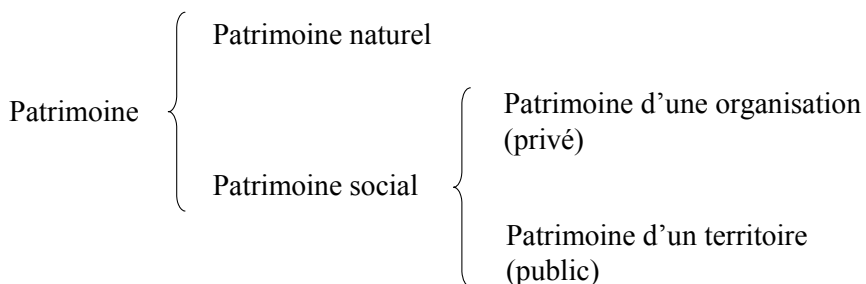 Patrimoine
Patrimoine naturel
Patrimoine social
Patrimoine d’une organisation
(privé)
Patrimoine d’un territoire
(public)